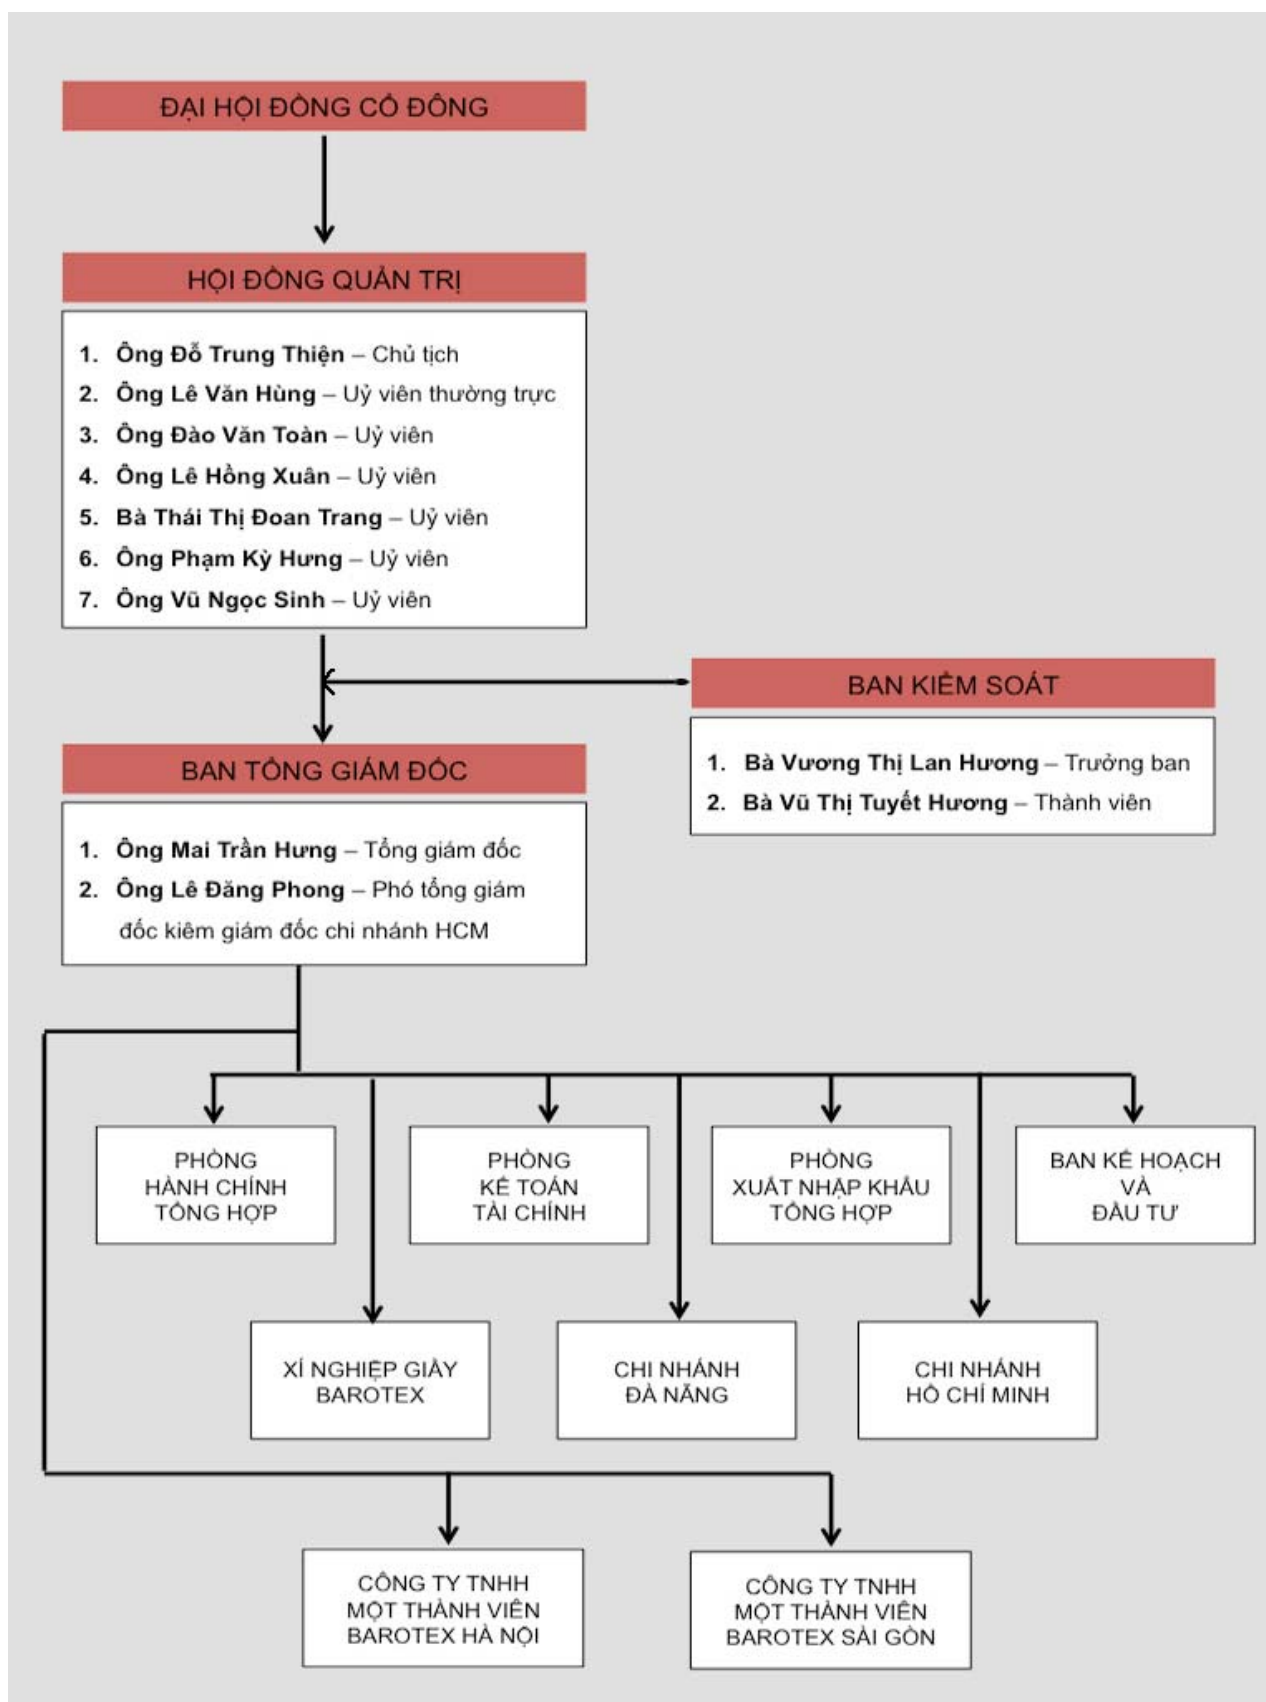 ĐẠI HỘI ĐỒNG CỔ ĐÔNG
HỘI ĐỒNG QUẢN TRỊ
1. Ông Đỗ Trung Thiện – Chủ tịch
2. Ông Lê Văn Hùng – Uỷ viên thường trực
3. Ông Đào Văn Toàn – Uỷ viên
4. Ông Lê Hồng Xuân – Uỷ viên
5. Bà Thái Thị Đoan Trang – Uỷ viên
6. Ông Phạm Kỳ Hưng – Uỷ viên
7. Ông Vũ Ngọc Sinh – Uỷ viên
BAN KIỂM SOÁT
1. Bà Vương Thị Lan Hương – Trưởng ban
2. Bà Vũ Thị Tuyết Hương – Thành viên
BAN TỔNG GIÁM ĐỐC
1. Ông Mai Trần Hưng – Tổng giám đốc
2. Ông Lê Đăng Phong – Phó tổng giám
đốc kiêm giám đốc chi nhánh HCM
PHÒNG
HÀNH CHÍNH
TỔNG HỢP
PHÒNG
KẾ TOÁN
TÀI CHÍNH
PHÒNG
XUẤT NHẬP KHẨU
TỔNG HỢP
BAN KẾ HOẠCH
VÀ
ĐẦU TƯ
XÍ NGHIỆP GIẦY
BAROTEX
CHI NHÁNH
ĐÀ NẴNG
CHI NHÁNH
HỒ CHÍ MINH
CÔNG TY TNHH
MỘT THÀNH VIÊN
BAROTEX HÀ NỘI
CÔNG TY TNHH
MỘT THÀNH VIÊN
BAROTEX SÀI GÒN